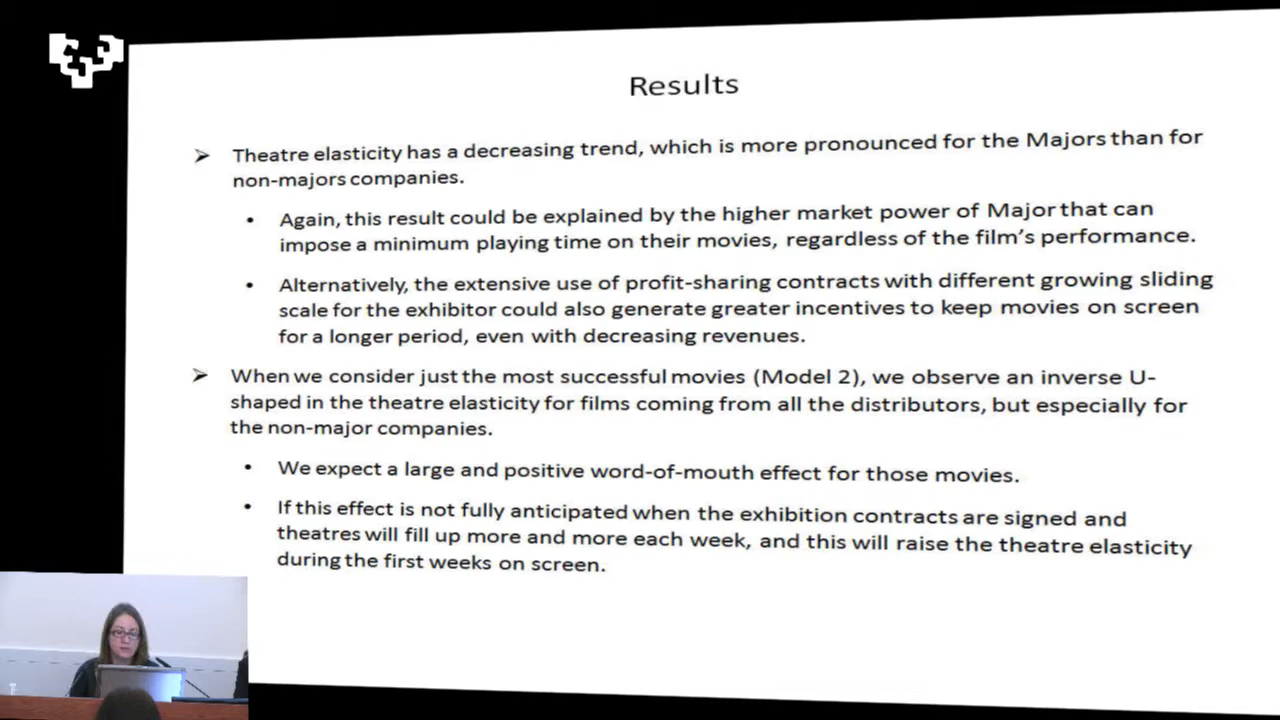 Results
Theatre elasticity has a decreasing trend, which is more pronounced for the Majors than for
non-majors companies.
Again, this result could be explained by the higher market power of Major that can
impose a minimum playing time on their movies, regardless of the film's performance.
Alternatively, the extensive use of profit-sharing contracts with different growing sliding
scale for the exhibitor could also generate greater incentives to keep movies on screen
for a longer period, even with decreasing revenues.
When we consider just the most successful movies (Model 2), we observe an inverse U-
shaped in the theatre elasticity for films coming from all the distributors, but especially for
the non-major companies.
We expect a large and positive word-of-mouth effect for those movies.
If this effect is not fully anticipated when the exhibition contracts are signed and
theatres will fill up more and more each week, and this will raise the theatre elasticity
during the first weeks on screen.